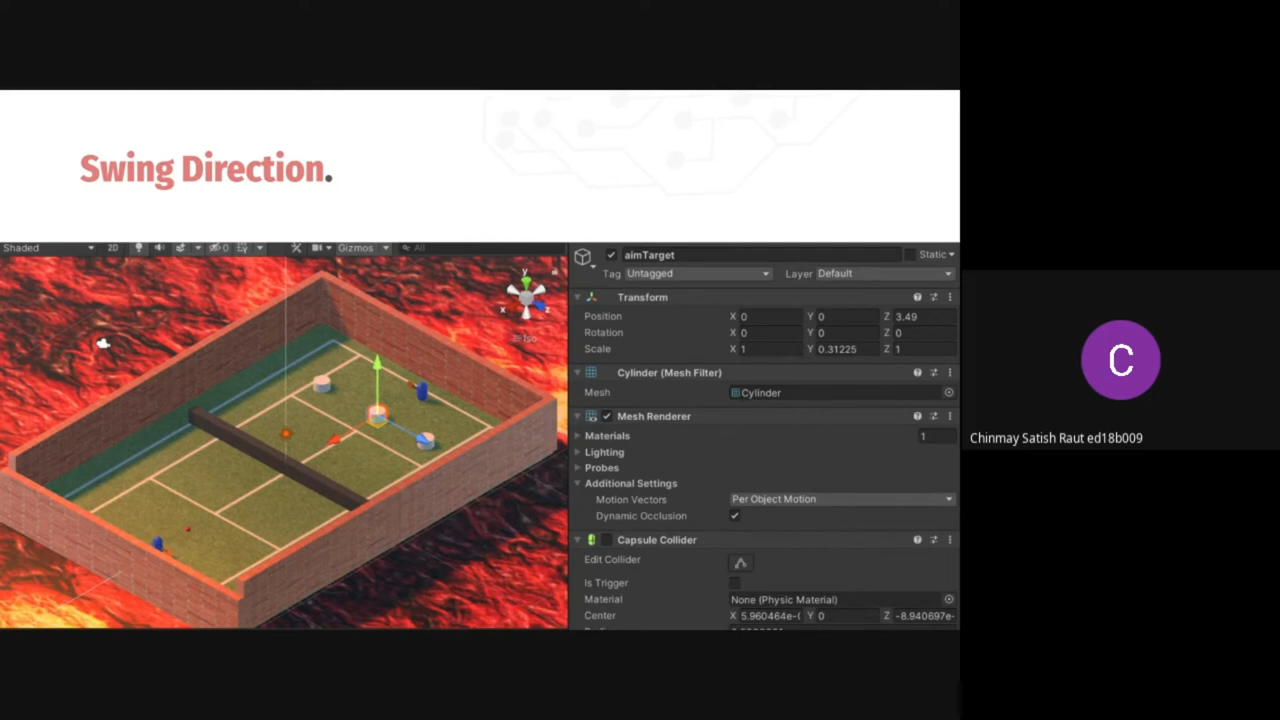 Swing Direction.
Shaded 2D 0 Gizmos All
aimTarget Static
Tag Untagged Layer Default
Transform
Position X 0 Y 0 Z 3.49
Rotation X 0 Y 0 Z 0
Scale X 1 Y 0.31225 Z 1
Cylinder (Mesh Filter)
Mesh Cylinder
Mesh Renderer
Materials 1
Lighting
Probes
Additional Settings
Motion Vectors Per Object Motion
Dynamic Occlusion
Capsule Collider
Edit Collider
Is Trigger
Material None (Physic Material)
Center X 5.960464e-( Y 0 Z -8.940697e-
y
x z
Iso
C
Chinmay Satish Raut ed18b009